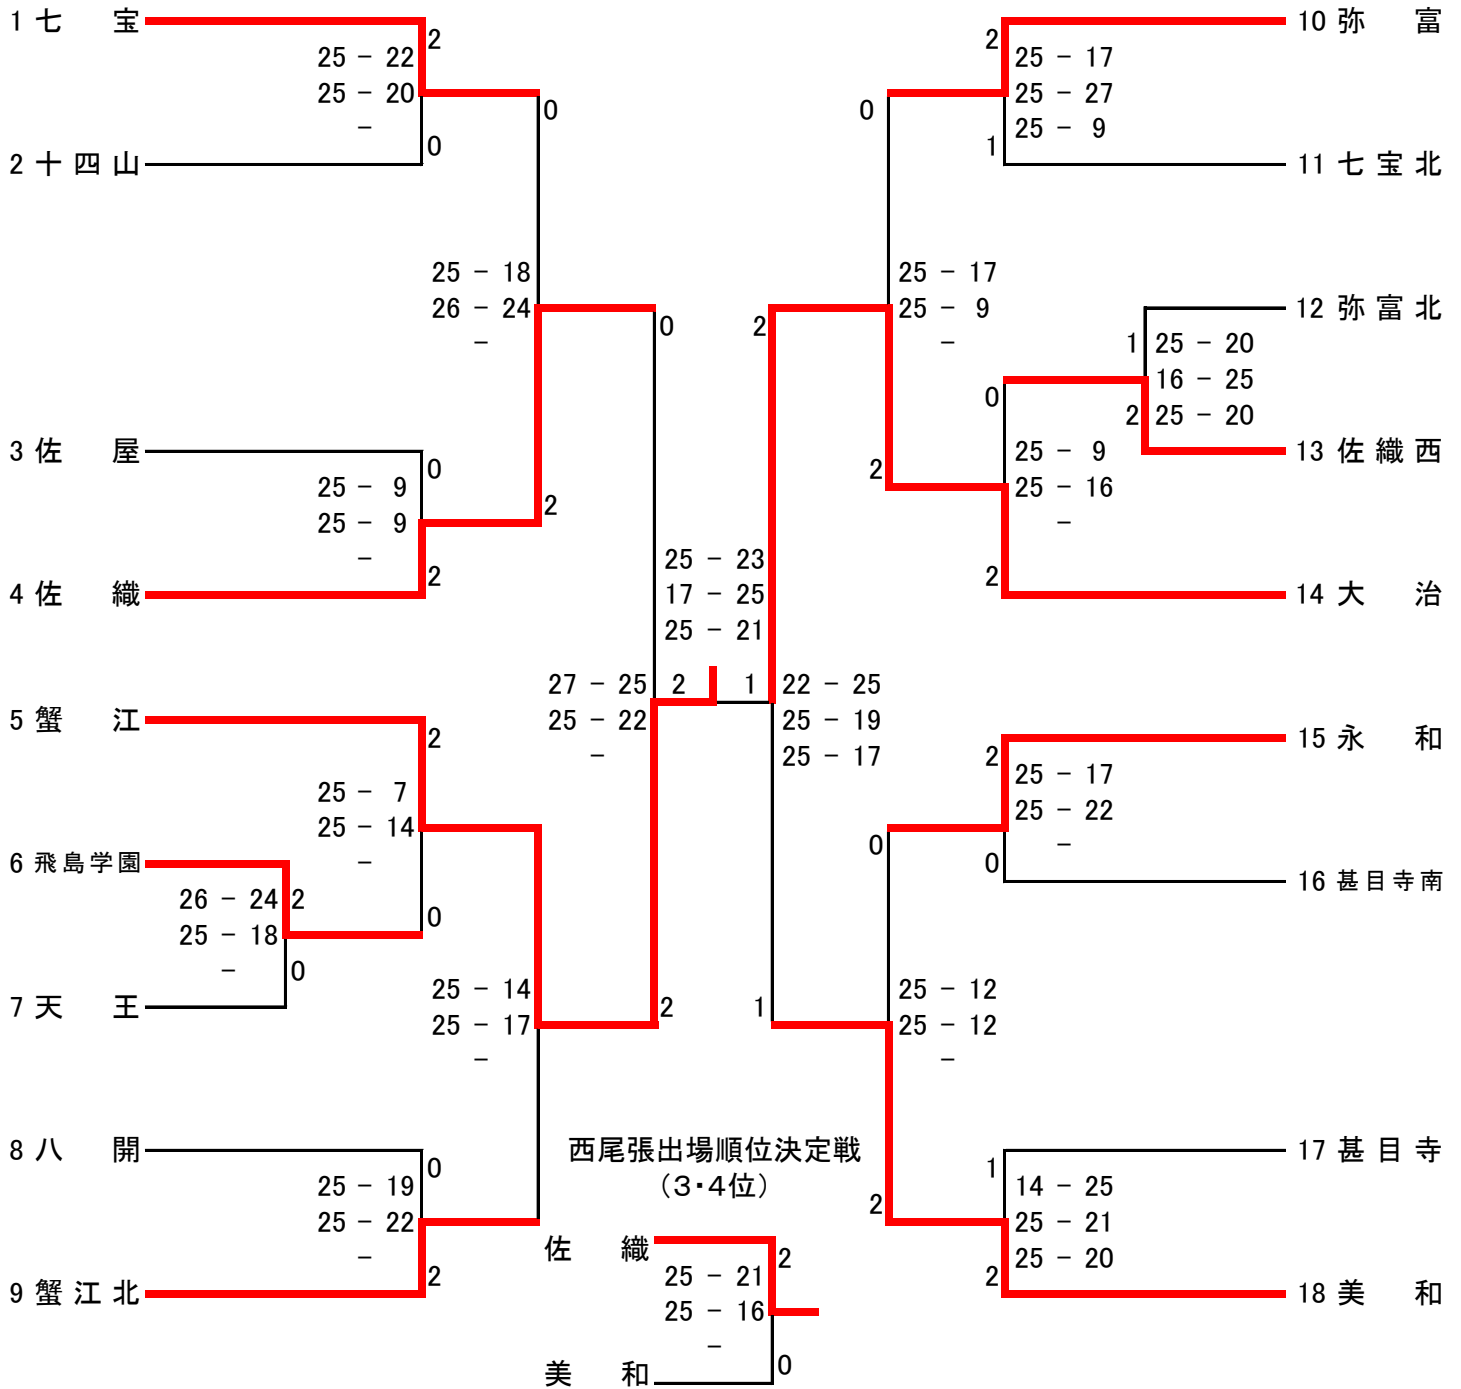 1 七 宝
2
25 - 22
25 - 20
-
0
2 十四山
0
25 - 18
26 - 24
-
3 佐 屋
0
25 - 9
25 - 9
-
2
4 佐 織
2
0
5 蟹 江
2
25 - 7
25 - 14
-
6 飛島学園
26 - 24
2
25 - 18
-
0
0
7 天 王
25 - 14
25 - 17
-
2
8 八 開
0
25 - 19
25 - 22
-
2
9 蟹江北
27 - 25
25 - 22
-
25 - 23
17 - 25
25 - 21
2
1
10 弥 富
2
25 - 17
25 - 27
25 - 9
1
11 七宝北
0
25 - 17
25 - 9
-
2
12 弥富北
1
25 - 20
16 - 25
25 - 20
2
13 佐織西
0
25 - 9
25 - 16
-
2
14 大 治
2
22 - 25
25 - 19
25 - 17
15 永 和
2
25 - 17
25 - 22
-
0
16 甚目寺南
0
25 - 12
25 - 12
-
1
2
17 甚目寺
1
14 - 25
25 - 21
25 - 20
2
18 美 和
西尾張出場順位決定戦
(3・4位)
佐 織
2
25 - 21
25 - 16
-
0
美 和